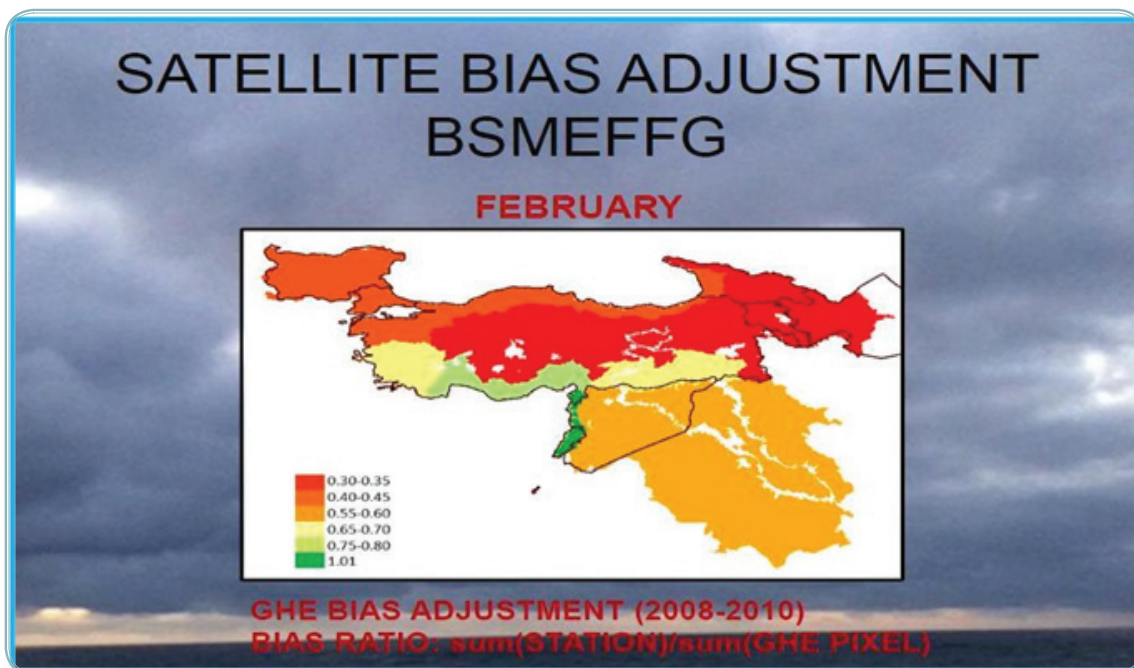 SATELLITE BIAS ADJUSTMENT
BSMEFFG
FEBRUARY
0.30-0.35
0.40-0.45
0.55-0.60
0.65-0.70
0.75-0.80
1.01
GHE BIAS ADJUSTMENT (2008-2010)
BIAS RATIO: sum(STATION)/sum(GHE PIXEL)